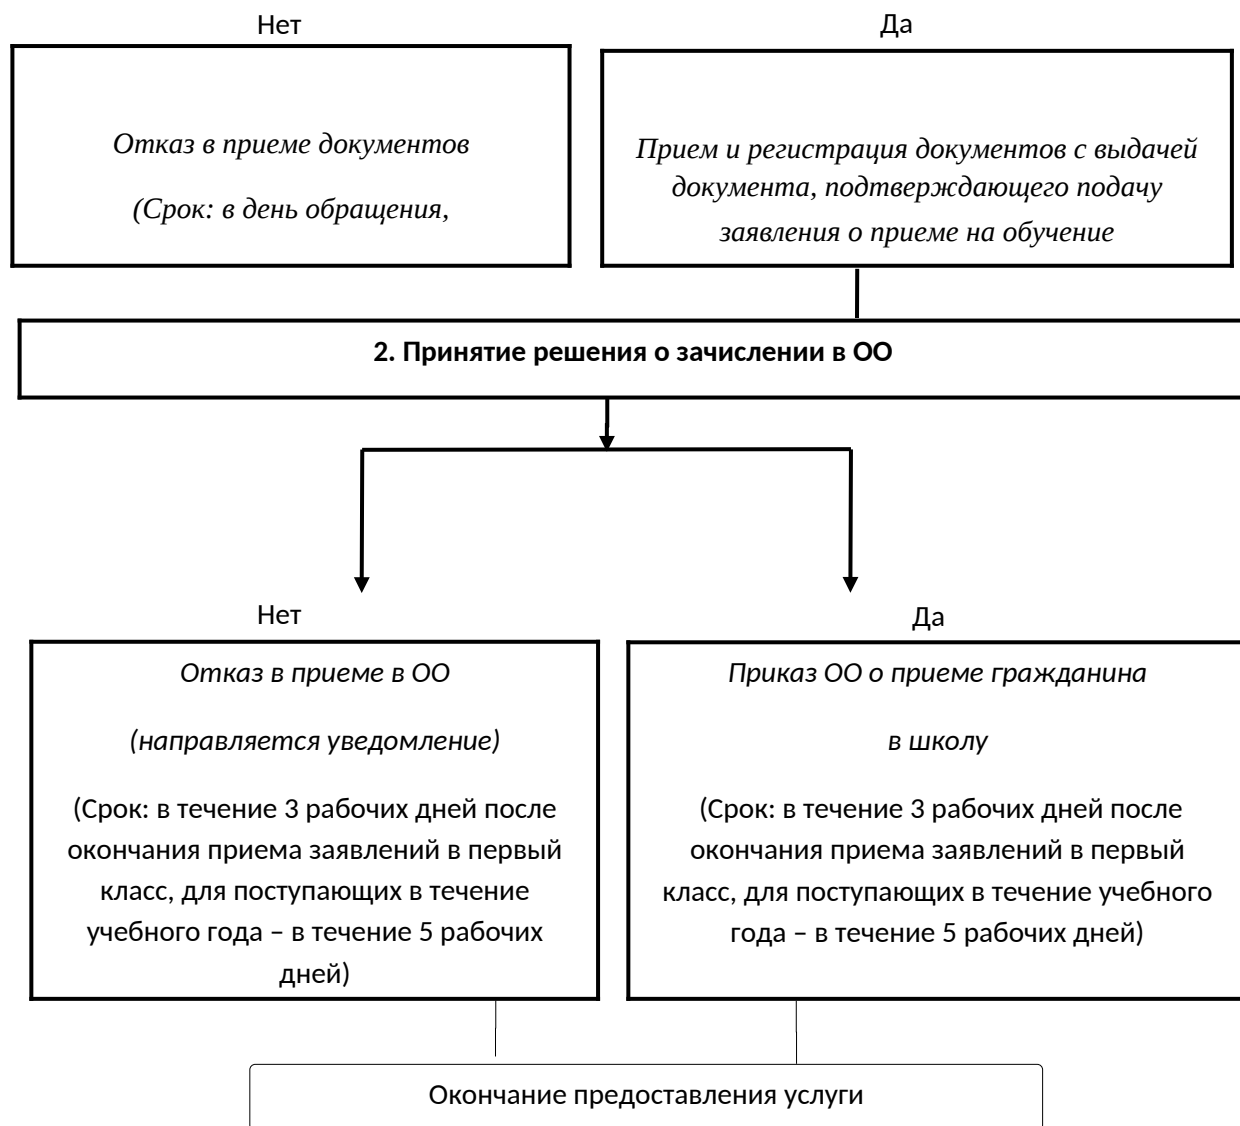 Нет
Да
Отказ в приеме документов
(Срок: в день обращения,
Прием и регистрация документов с выдачей
документа, подтверждающего подачу
заявления о приеме на обучение
2. Принятие решения о зачислении в ОО
Нет
Да
Отказ в приеме в ОО
(направляется уведомление)
(Срок: в течение 3 рабочих дней после
окончания приема заявлений в первый
класс, для поступающих в течение
учебного года – в течение 5 рабочих
дней)
Приказ ОО о приеме гражданина
в школу
(Срок: в течение 3 рабочих дней после
окончания приема заявлений в первый
класс, для поступающих в течение учебного
года – в течение 5 рабочих дней)
Окончание предоставления услуги